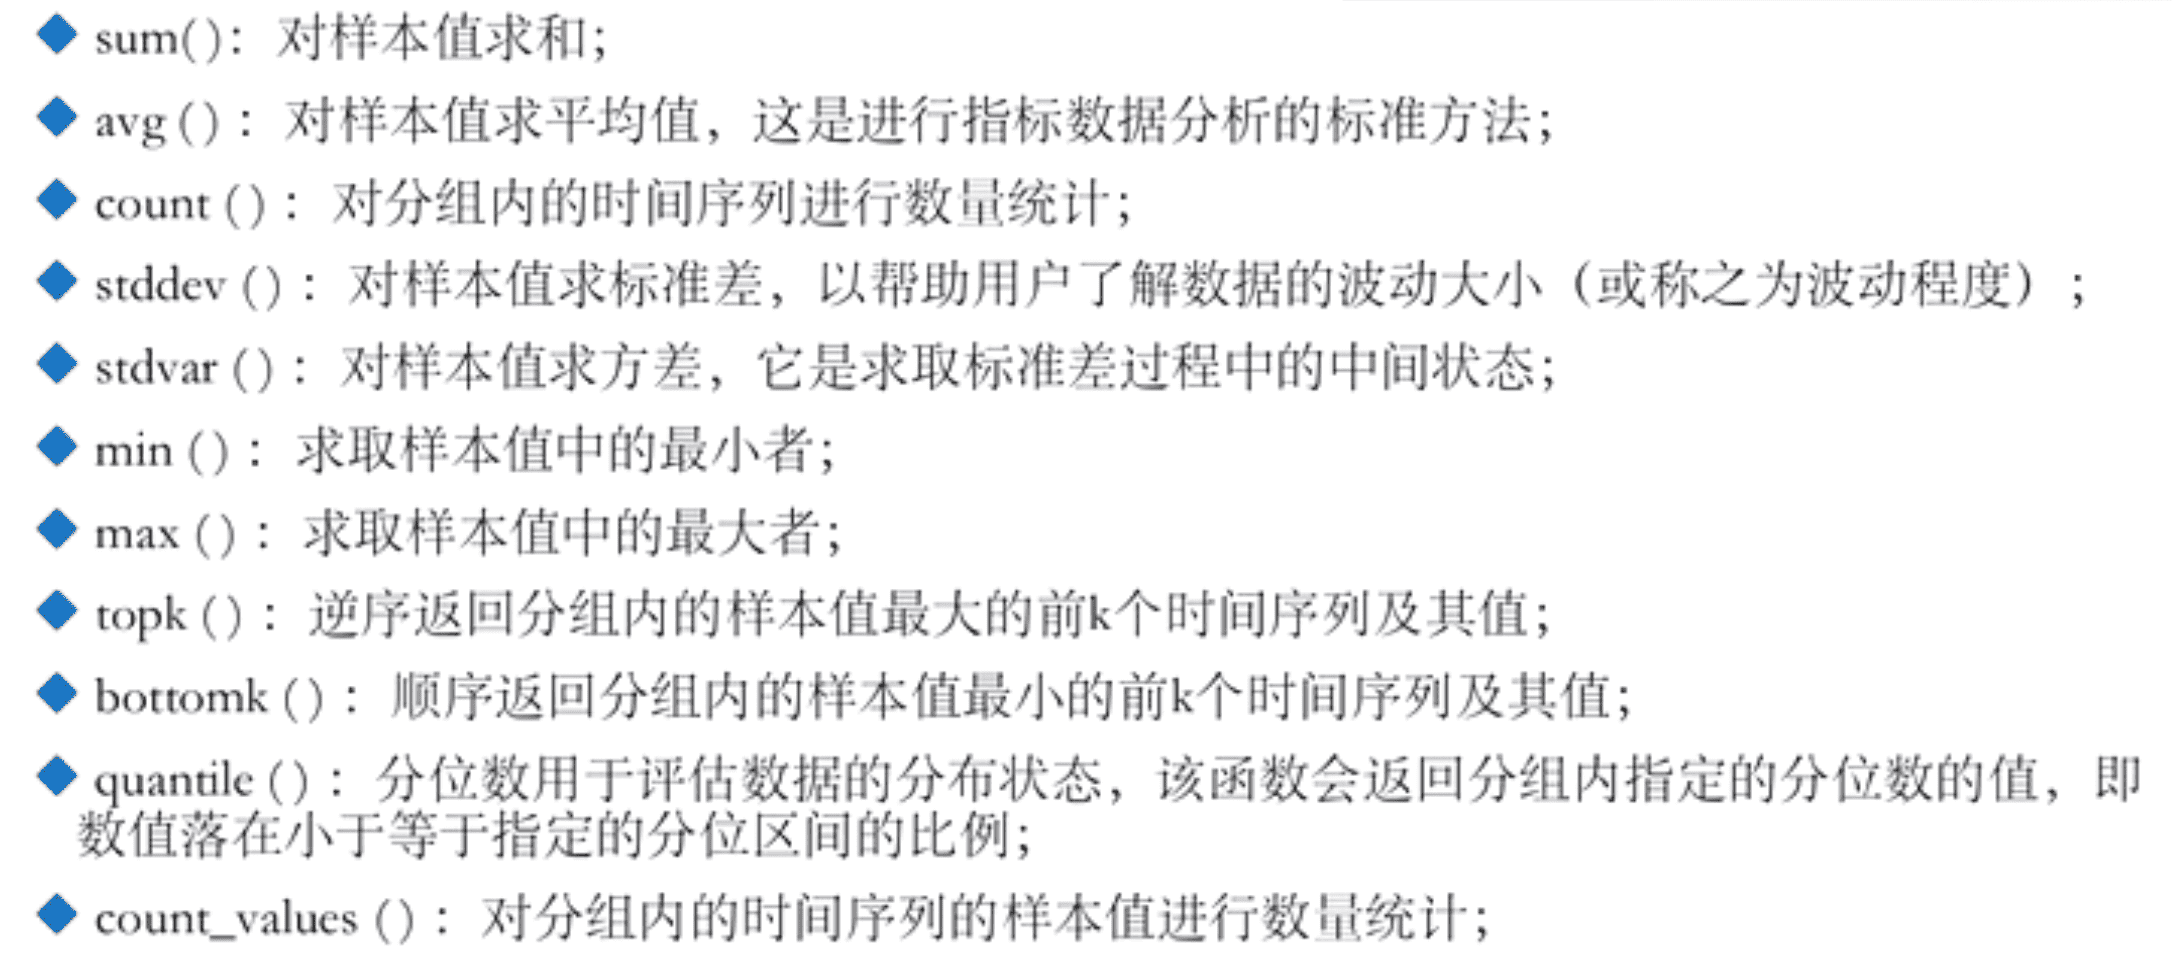 sum()：对样本值求和；
avg ()：对样本值求平均值，这是进行指标数据分析的标准方法；
count ()：对分组内的时间序列进行数量统计；
stddev ()：对样本值求标准差，以帮助用户了解数据的波动大小（或称之为波动程度）；
stdvar ()：对样本值求方差，它是求取标准差过程中的中间状态；
min ()：求取样本值中的最小者；
max ()：求取样本值中的最大者；
topk ()：逆序返回分组内的样本值最大的前k个时间序列及其值；
bottomk ()：顺序返回分组内的样本值最小的前k个时间序列及其值；
quantile ()：分位数用于评估数据的分布状态，该函数会返回分组内指定的分位数的值，即
数值落在小于等于指定的分位区间的比例；
count_values ()：对分组内的时间序列的样本值进行数量统计；